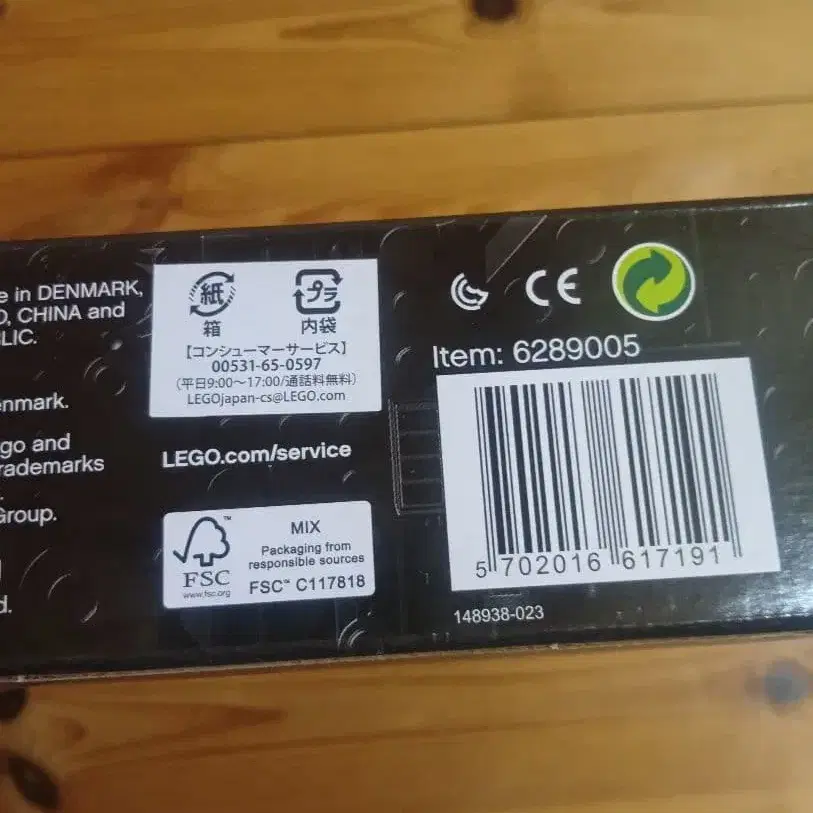 e in DENMARK,
O, CHINA and
LIC.
enmark.
go and
rademarks
.
Group.
d.
紙
箱
プラ
内袋
【コンシューマーサービス】
00531-65-0597
(平日9:00～17:00/通話料無料)
LEGOjapan-cs@LEGO.com
LEGO.com/service
FSC
www.fsc.org
MIX
Packaging from
responsible sources
FSC™ C117818
CE
Item: 6289005
5 702016 617191
148938-023